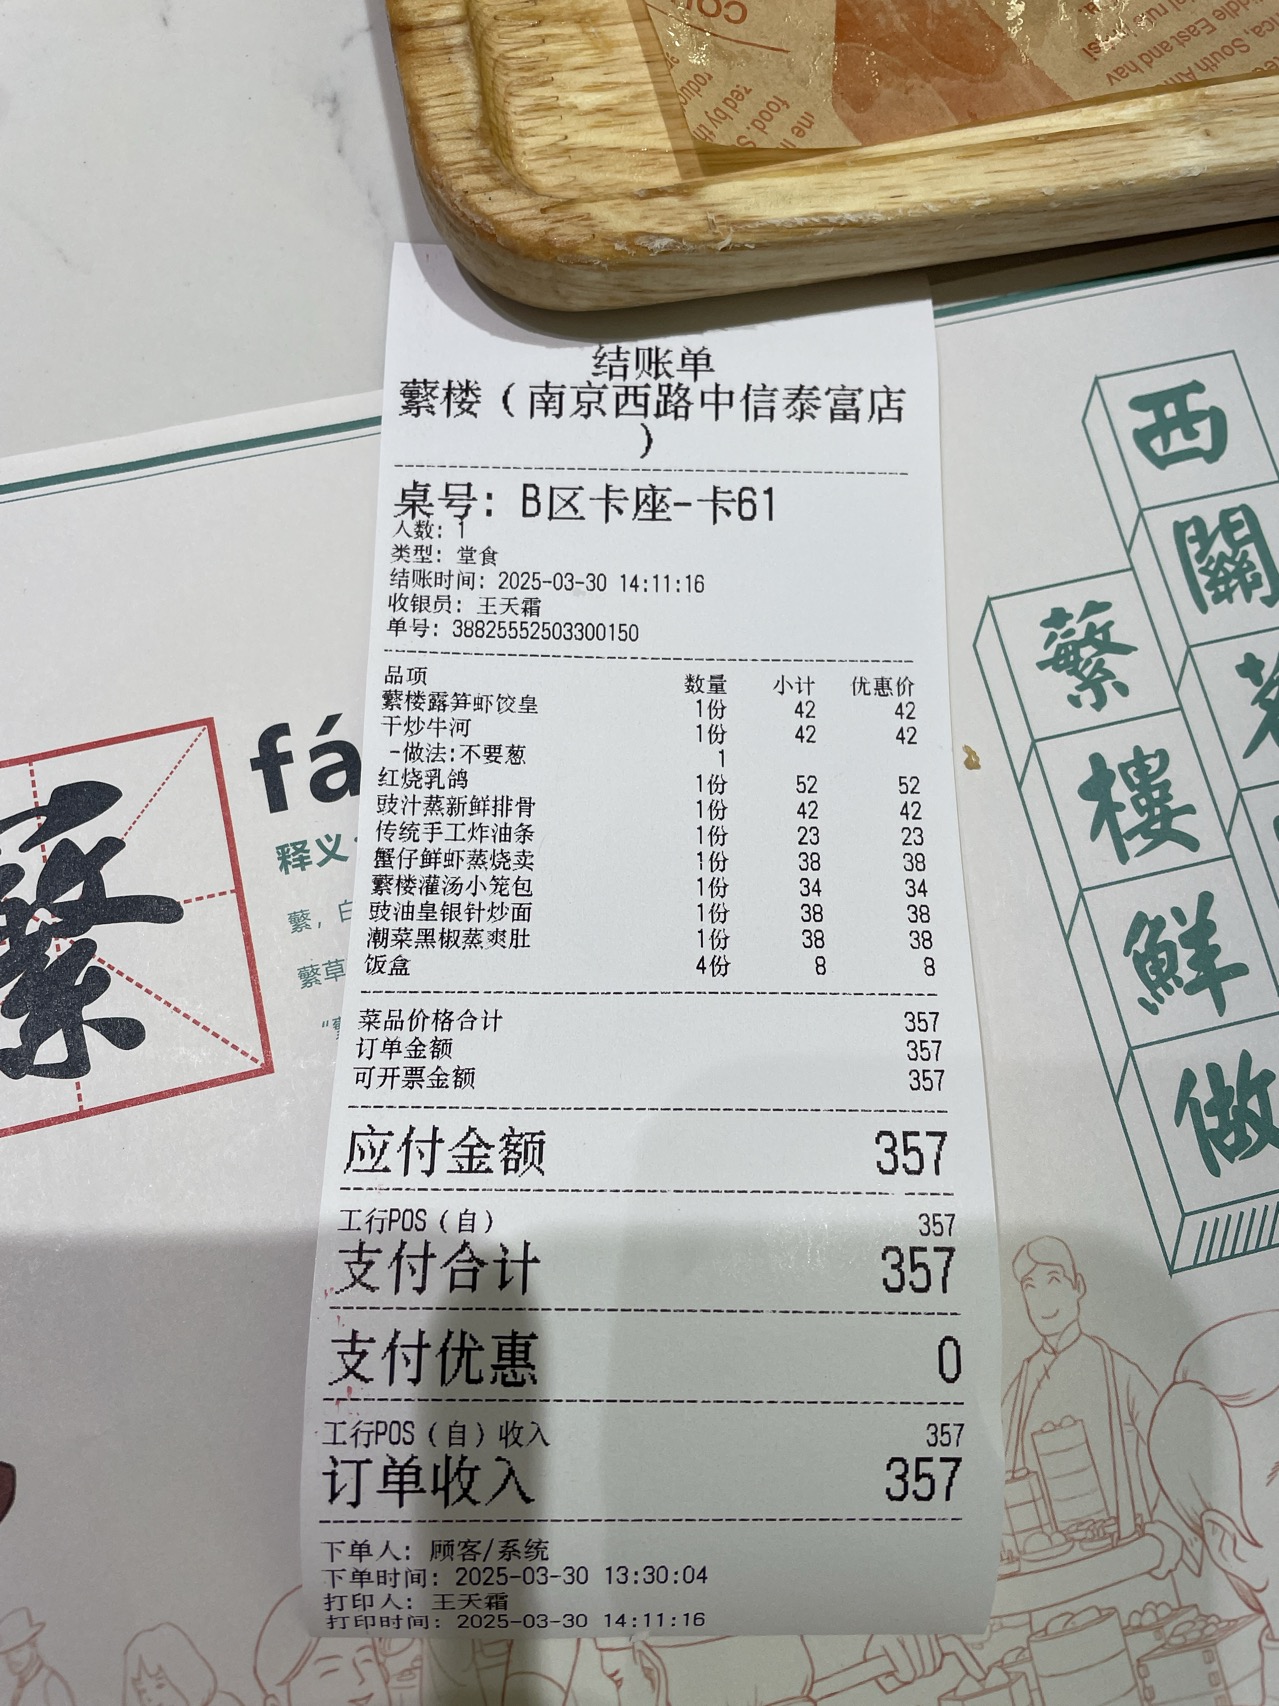 结账单
蘩楼（南京西路中信泰富店
）
桌号: B区卡座-卡61
人数: 1
类型: 堂食
结账时间: 2025-03-30 14:11:16
收银员: 王天霜
单号: 38825552503300150
品项 数量 小计 优惠价
蘩楼露笋虾饺皇 1份 42 42
干炒牛河 1份 42 42
-做法:不要葱 1
红烧乳鸽 1份 52 52
豉汁蒸新鲜排骨 1份 42 42
传统手工炸油条 1份 23 23
蟹仔鲜虾蒸烧卖 1份 38 38
蘩楼灌汤小笼包 1份 34 34
豉油皇银针炒面 1份 38 38
潮菜黑椒蒸爽肚 1份 38 38
饭盒 4份 8 8
菜品价格合计 357
订单金额 357
可开票金额 357
应付金额 357
工行POS（自） 357
支付合计 357
支付优惠 0
工行POS（自）收入 357
订单收入 357
下单人: 顾客/系统
下单时间: 2025-03-30 13:30:04
打印人: 王天霜
打印时间: 2025-03-30 14:11:16
蘩
fá
释义
蘩，白
蘩草
西關
蘩樓鮮做
food.
East and hav